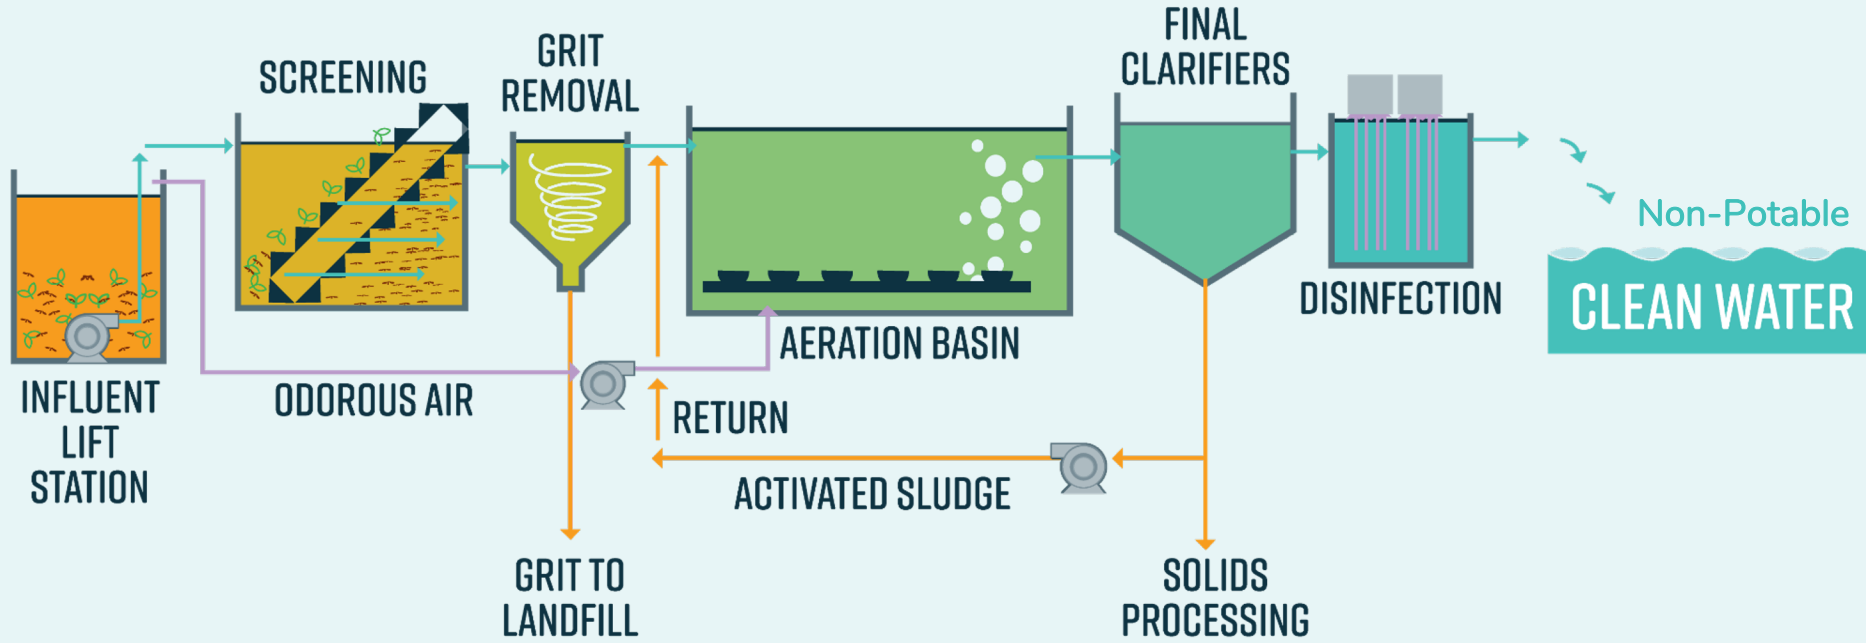 INFLUENT
LIFT
STATION
SCREENING
ODOROUS AIR
GRIT
REMOVAL
GRIT TO
LANDFILL
AERATION BASIN
RETURN
ACTIVATED SLUDGE
FINAL
CLARIFIERS
SOLIDS
PROCESSING
DISINFECTION
Non-Potable
CLEAN WATER